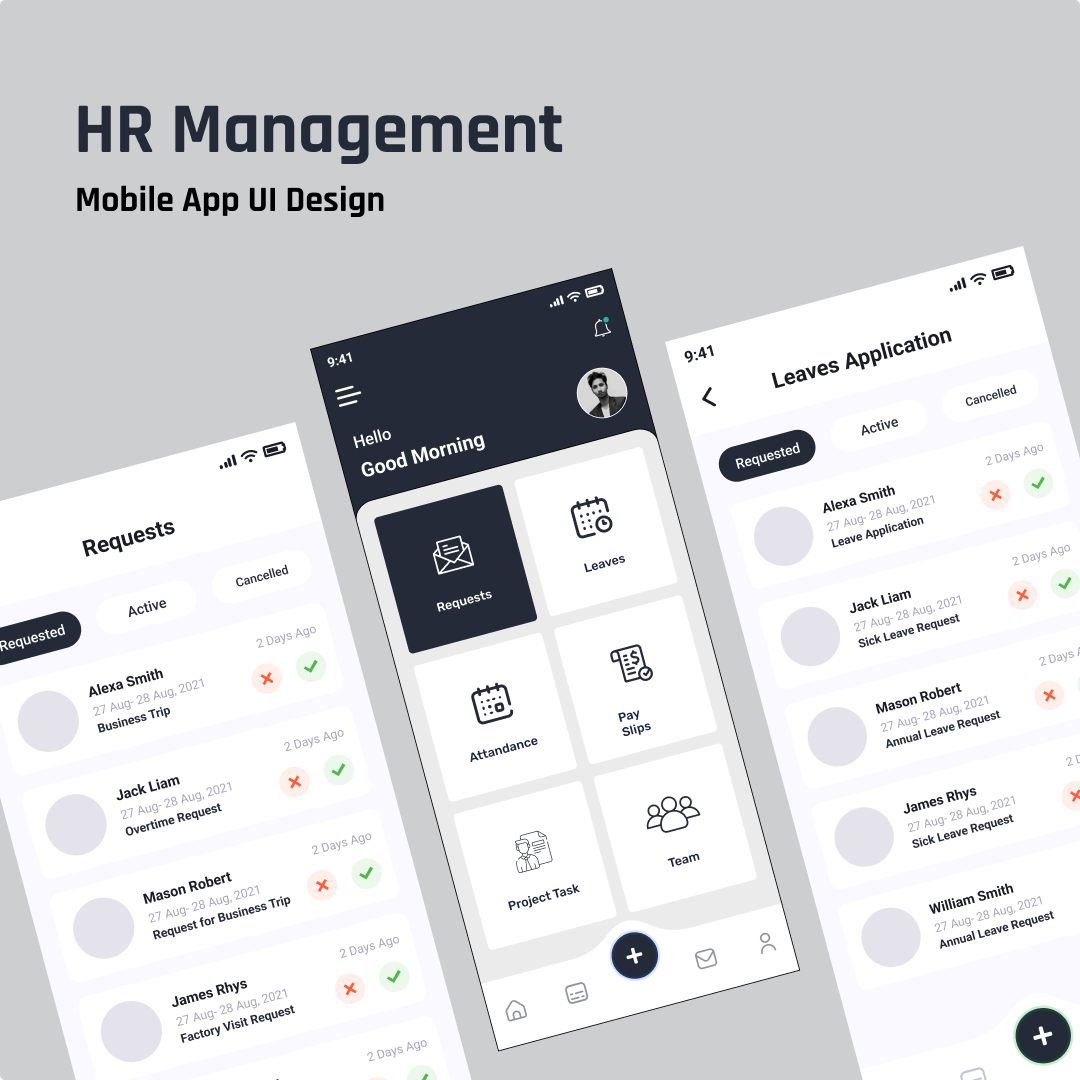 HR Management
Mobile App UI Design
Requests
Requested
Active
Cancelled
2 Days Ago
Alexa Smith
27 Aug- 28 Aug, 2021
Business Trip
2 Days Ago
Jack Liam
27 Aug- 28 Aug, 2021
Overtime Request
2 Days Ago
Mason Robert
27 Aug- 28 Aug, 2021
Request for Business Trip
2 Days Ago
James Rhys
27 Aug- 28 Aug, 2021
Factory Visit Request
2 Days Ago
9:41
Hello
Good Morning
Requests
Leaves
Attandance
Pay
Slips
Project Task
Team
9:41
Leaves Application
Requested
Active
Cancelled
2 Days Ago
Alexa Smith
27 Aug- 28 Aug, 2021
Leave Application
2 Days Ago
Jack Liam
27 Aug- 28 Aug, 2021
Sick Leave Request
2 Days
Mason Robert
27 Aug- 28 Aug, 2021
Annual Leave Request
2
James Rhys
27 Aug- 28 Aug, 2021
Sick Leave Request
William Smith
27 Aug- 28 Aug, 2021
Annual Leave Request